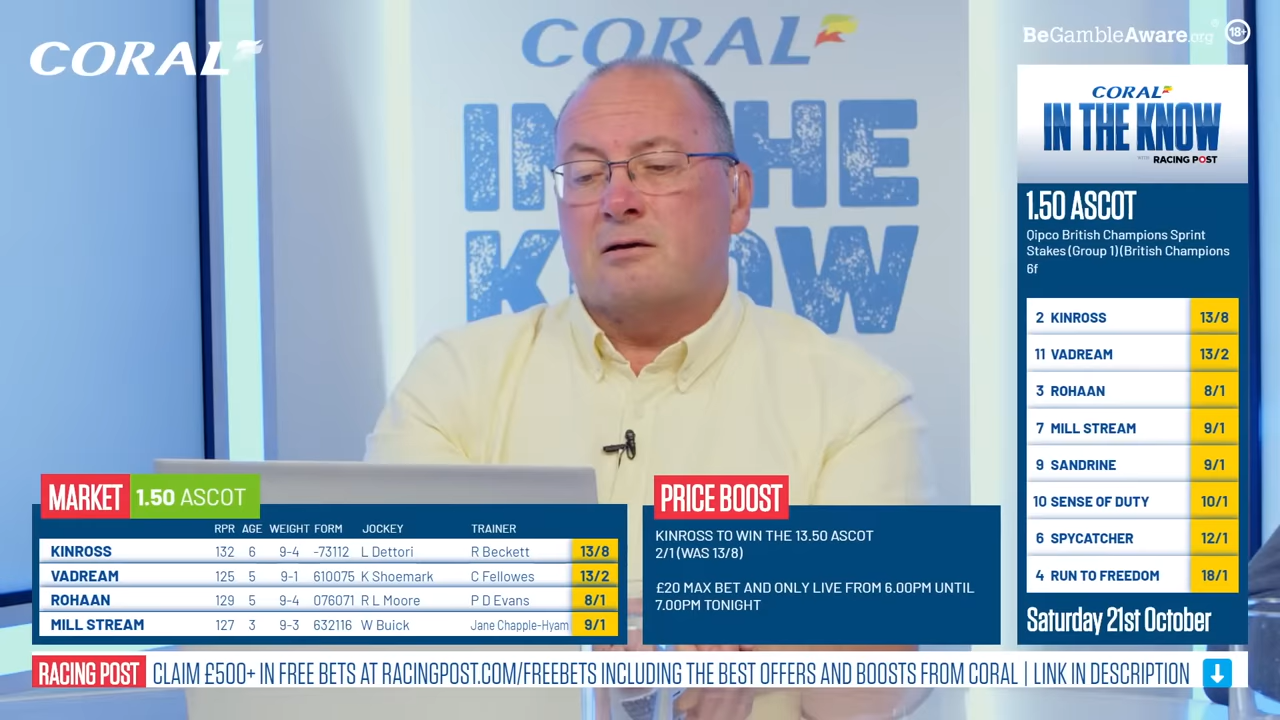 CORAL
CORAL
IN THE
KNOW
BeGambleAware.org
18+
CORAL
IN THE KNOW
WITH RACING POST
1.50 ASCOT
Qipco British Champions Sprint
Stakes (Group 1) (British Champions
6f
2 KINROSS 13/8
11 VADREAM 13/2
3 ROHAAN 8/1
7 MILL STREAM 9/1
9 SANDRINE 9/1
10 SENSE OF DUTY 10/1
6 SPYCATCHER 12/1
4 RUN TO FREEDOM 18/1
Saturday 21st October
MARKET 1.50 ASCOT
RPR AGE WEIGHT FORM JOCKEY TRAINER
KINROSS 132 6 9-4 -73112 L Dettori R Beckett 13/8
VADREAM 125 5 9-1 610075 K Shoemark C Fellowes 13/2
ROHAAN 129 5 9-4 076071 R L Moore P D Evans 8/1
MILL STREAM 127 3 9-3 632116 W Buick Jane Chapple-Hyam 9/1
PRICE BOOST
KINROSS TO WIN THE 13.50 ASCOT
2/1 (WAS 13/8)
£20 MAX BET AND ONLY LIVE FROM 6.00PM UNTIL
7.00PM TONIGHT
RACING POST CLAIM £500+ IN FREE BETS AT RACINGPOST.COM/FREEBETS INCLUDING THE BEST OFFERS AND BOOSTS FROM CORAL | LINK IN DESCRIPTION